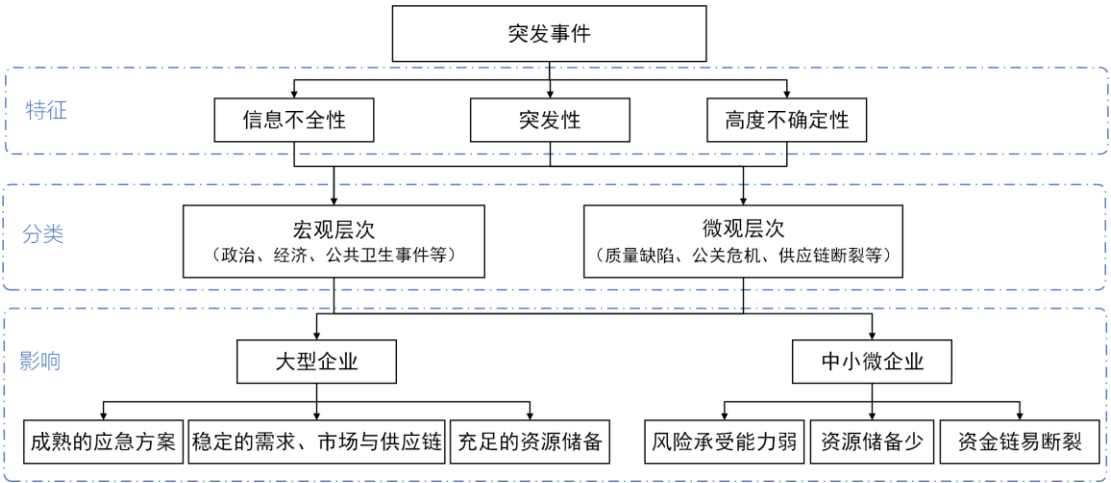 突发事件
特征
信息不全性
突发性
高度不确定性
分类
宏观层次
（政治、经济、公共卫生事件等）
微观层次
（质量缺陷、公关危机、供应链断裂等）
影响
大型企业
中小微企业
成熟的应急方案
稳定的需求、市场与供应链
充足的资源储备
风险承受能力弱
资源储备少
资金链易断裂